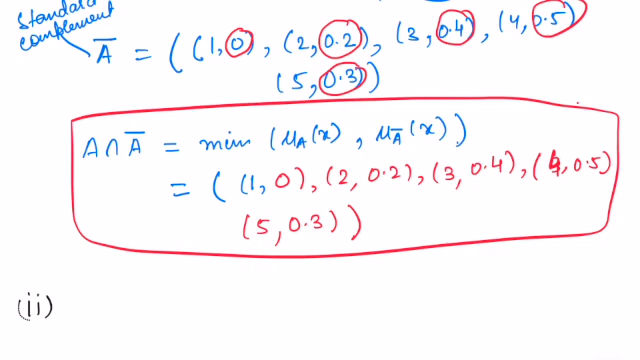 Standard
complement
A̅ = ( (1, 0), (2, 0.2), (3, 0.4), (4, 0.5)
(5, 0.3))
A ∩ A̅ = min (μA(x), μA̅(x))
= ( (1, 0), (2, 0.2), (3, 0.4), (4, 0.5)
(5, 0.3))
(ii)